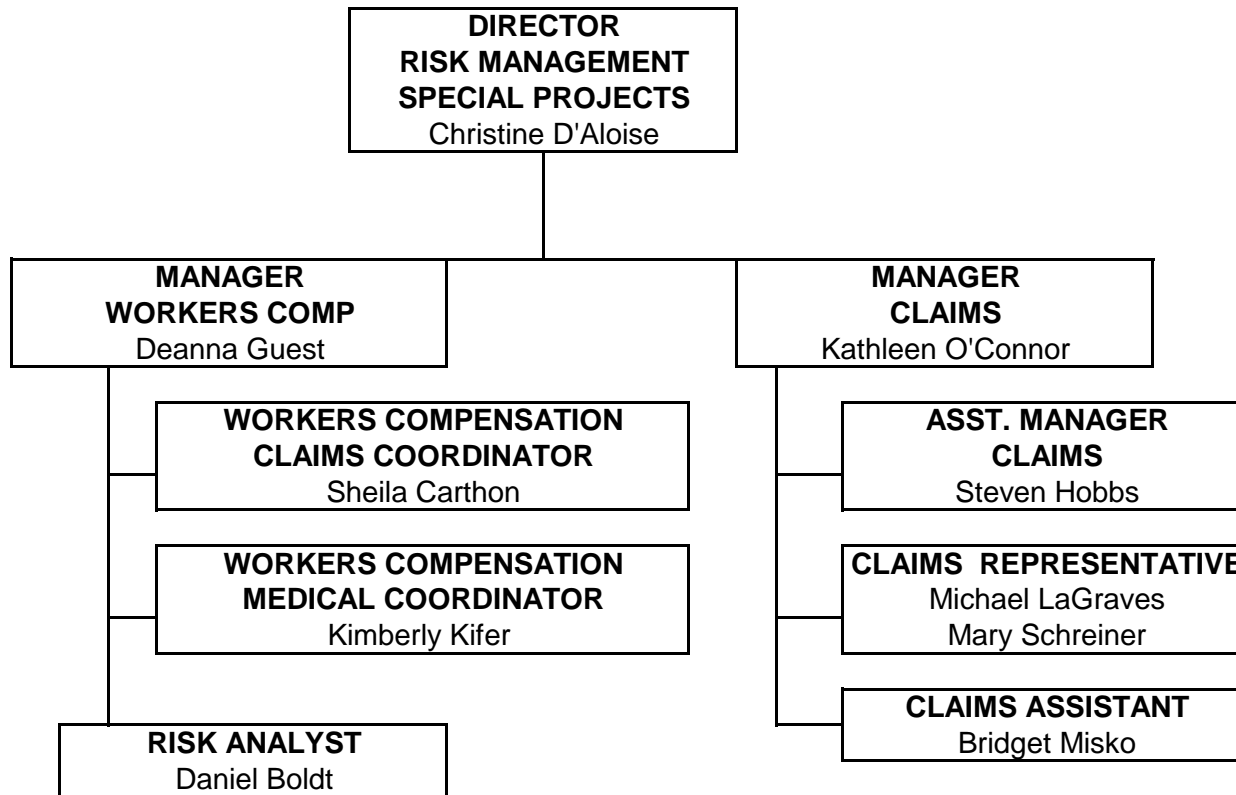 DIRECTOR
RISK MANAGEMENT
SPECIAL PROJECTS
Christine D'Aloise
MANAGER
WORKERS COMP
Deanna Guest
MANAGER
CLAIMS
Kathleen O'Connor
WORKERS COMPENSATION
CLAIMS COORDINATOR
Sheila Carthon
WORKERS COMPENSATION
MEDICAL COORDINATOR
Kimberly Kifer
RISK ANALYST
Daniel Boldt
ASST. MANAGER
CLAIMS
Steven Hobbs
CLAIMS REPRESENTATIVE
Michael LaGraves
Mary Schreiner
CLAIMS ASSISTANT
Bridget Misko